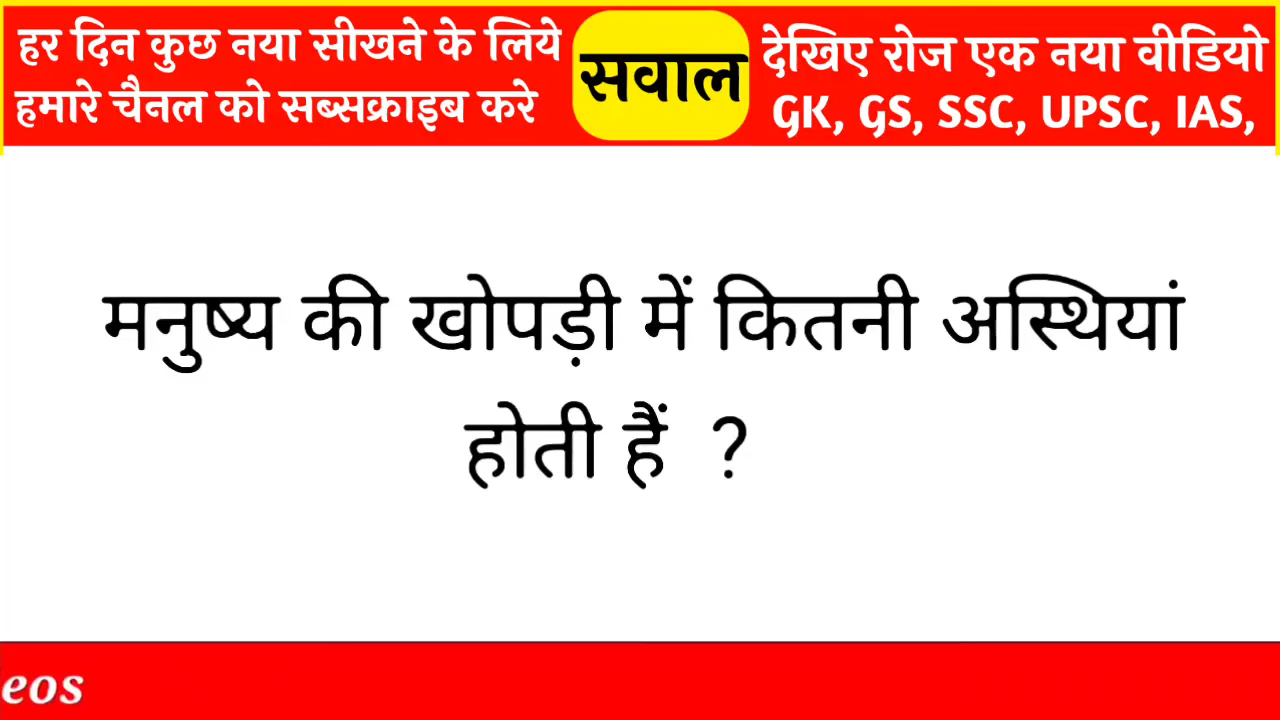 हर दिन कुछ नया सीखने के लिये
हमारे चैनल को सब्सक्राइब करे
सवाल
देखिए रोज एक नया वीडियो
GK, GS, SSC, UPSC, IAS,
मनुष्य की खोपड़ी में कितनी अस्थियां
होती हैं ?
eos